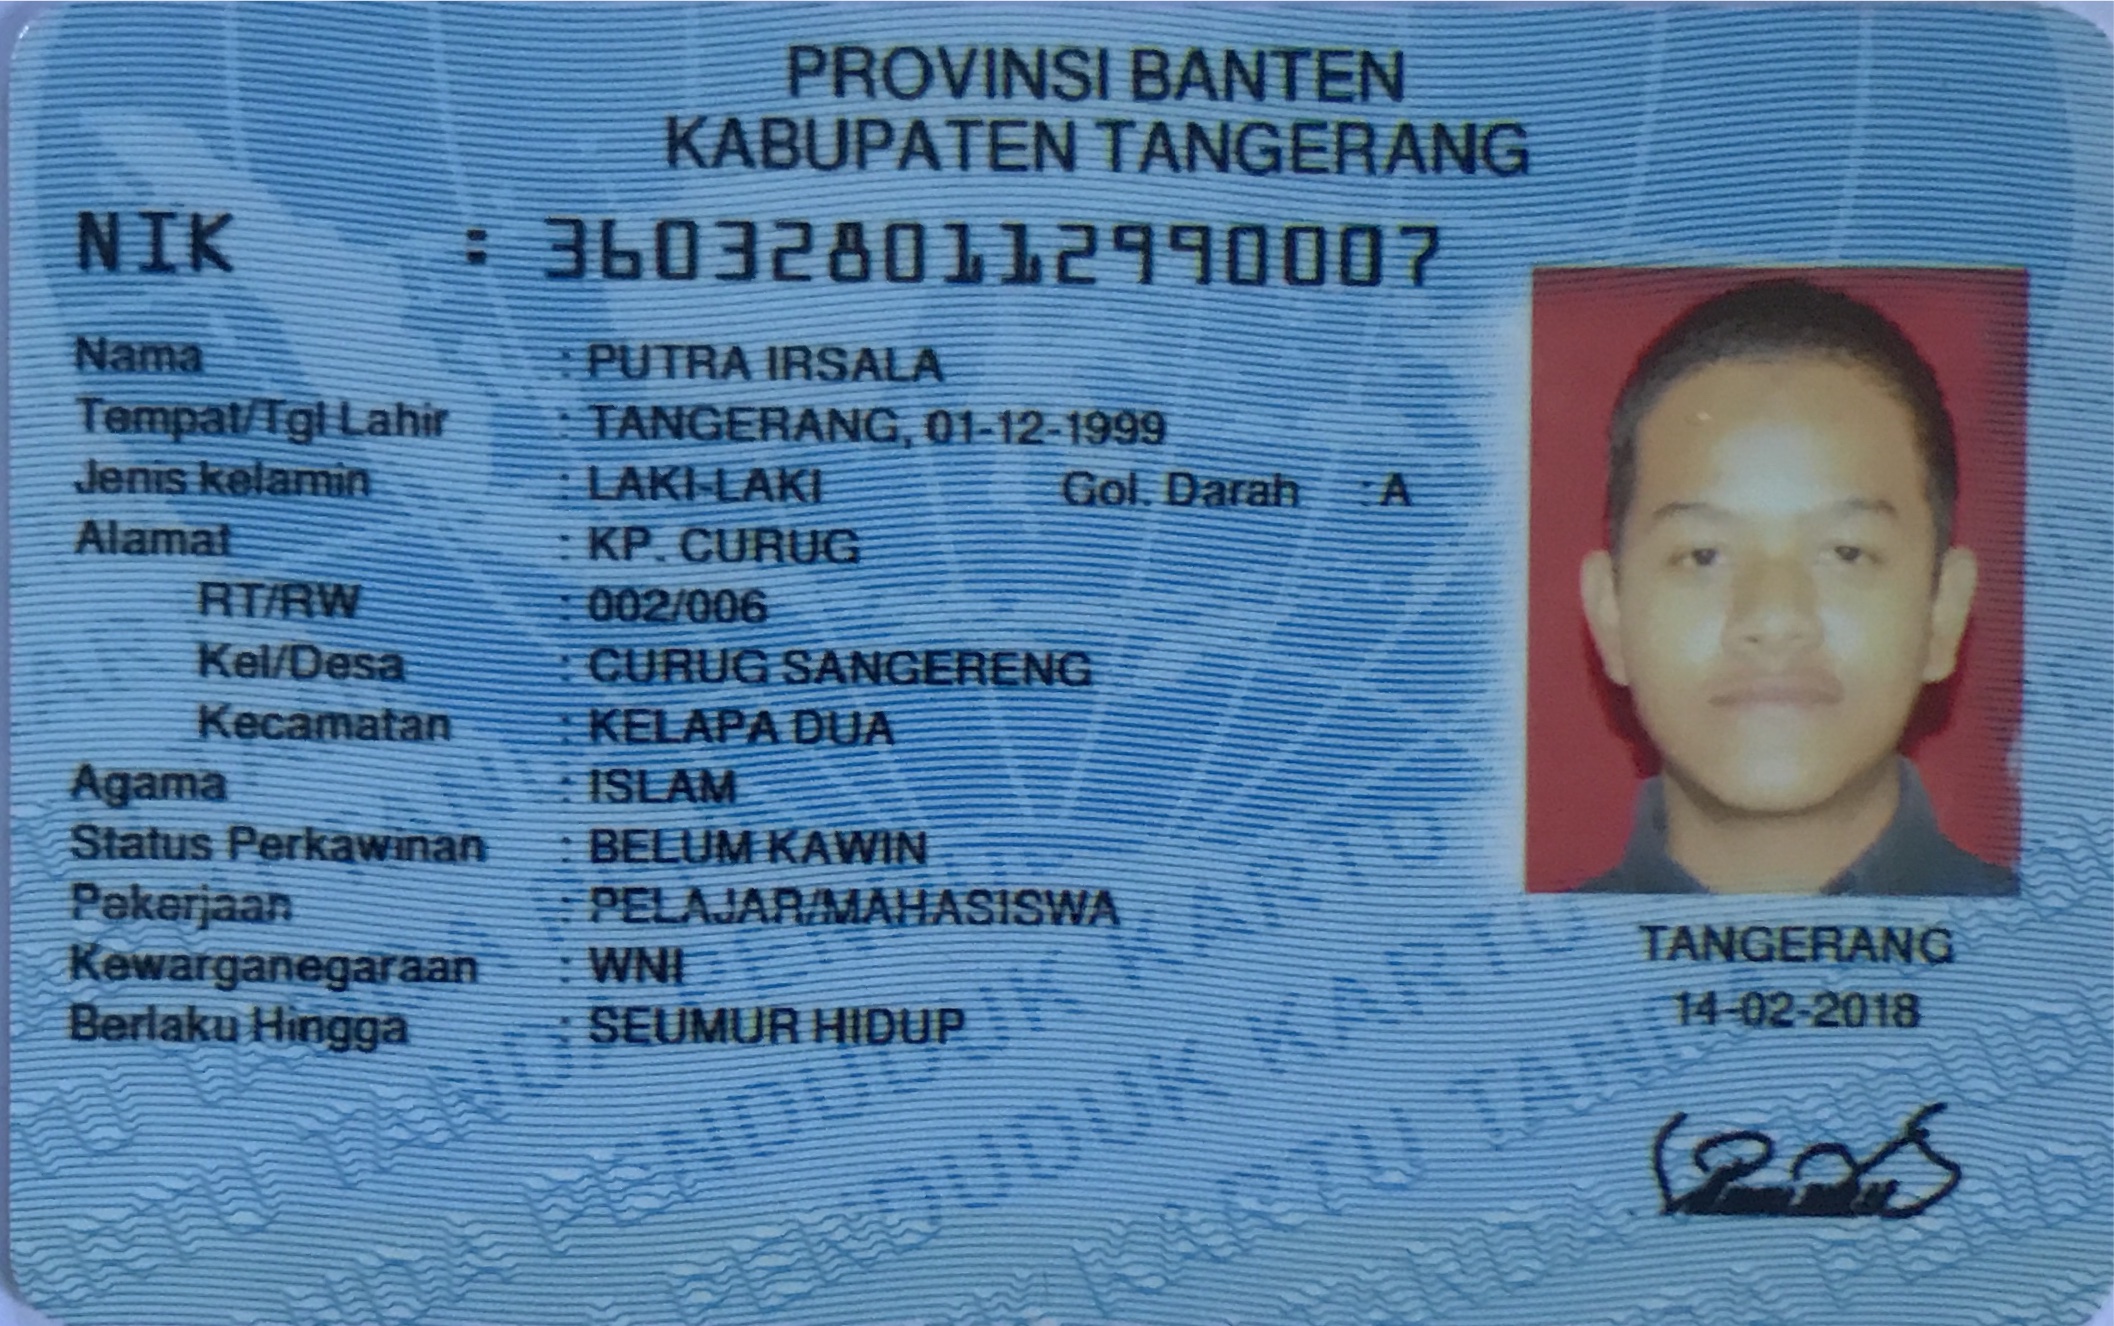 PROVINSI BANTEN
KABUPATEN TANGERANG
NIK : 3603280112990007
Nama : PUTRA IRSALA
Tempat/Tgl Lahir : TANGERANG, 01-12-1999
Jenis kelamin : LAKI-LAKI Gol. Darah : A
Alamat : KP. CURUG
RT/RW : 002/006
Kel/Desa : CURUG SANGERENG
Kecamatan : KELAPA DUA
Agama : ISLAM
Status Perkawinan : BELUM KAWIN
Pekerjaan : PELAJAR/MAHASISWA
Kewarganegaraan : WNI
Berlaku Hingga : SEUMUR HIDUP
TANGERANG
14-02-2018